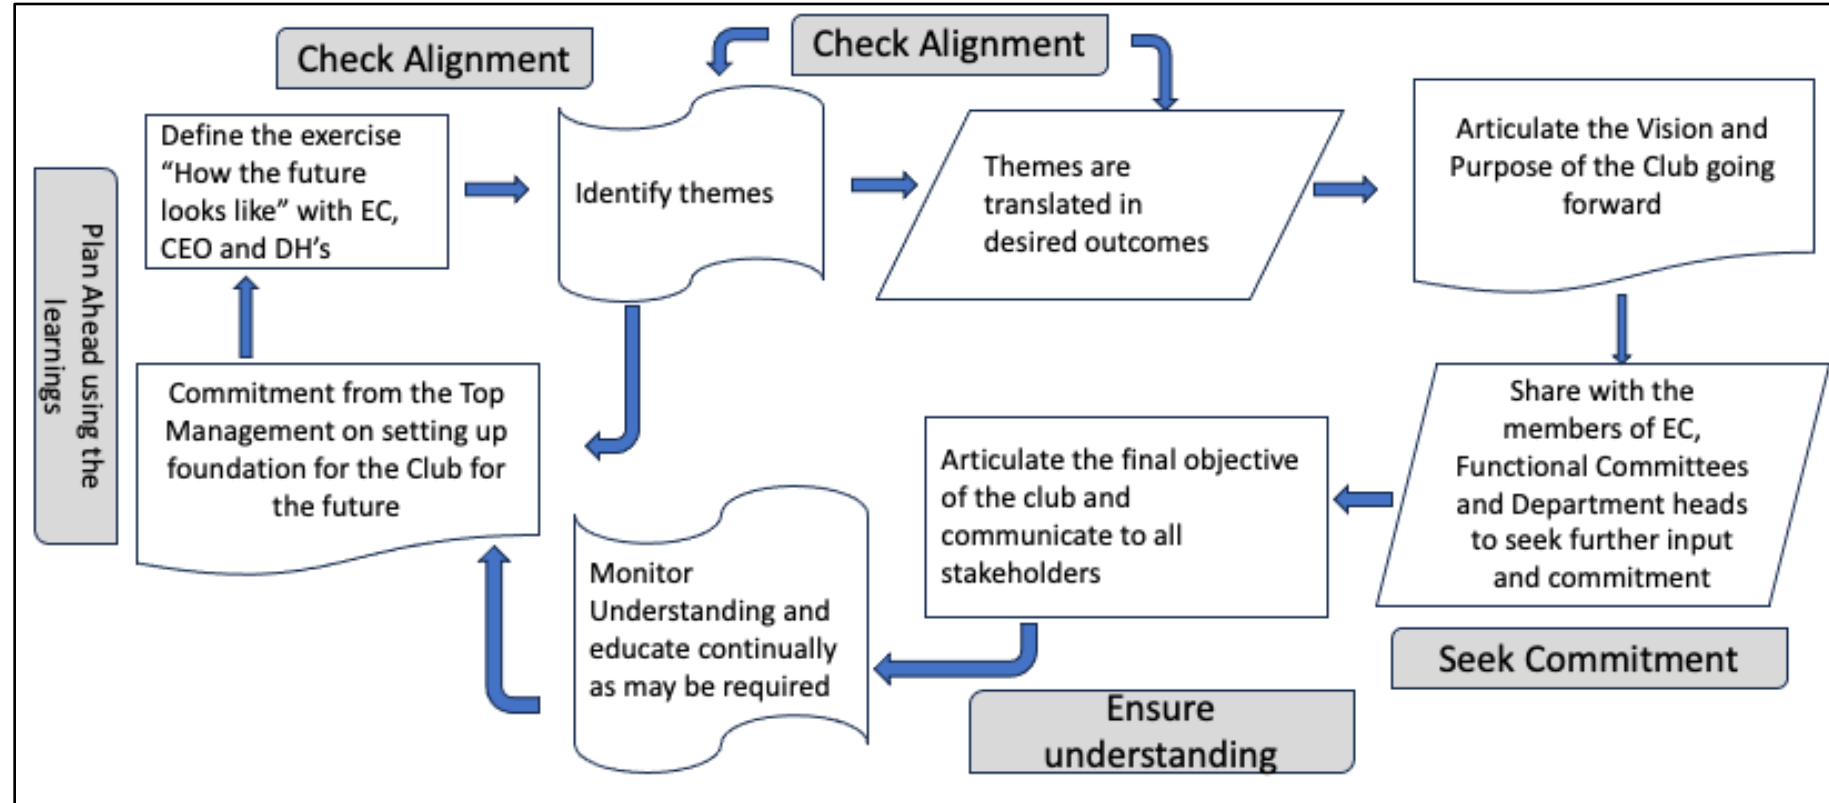 Check Alignment
Check Alignment
Define the exercise
“How the future
looks like” with EC,
CEO and DH’s
Identify themes
Themes are
translated in
desired outcomes
Articulate the Vision and
Purpose of the Club going
forward
Plan Ahead using the
learnings
Commitment from the Top
Management on setting up
foundation for the Club for
the future
Share with the
members of EC,
Functional Committees
and Department heads
to seek further input
and commitment
Articulate the final objective
of the club and
communicate to all
stakeholders
Monitor
Understanding and
educate continually
as may be required
Seek Commitment
Ensure
understanding